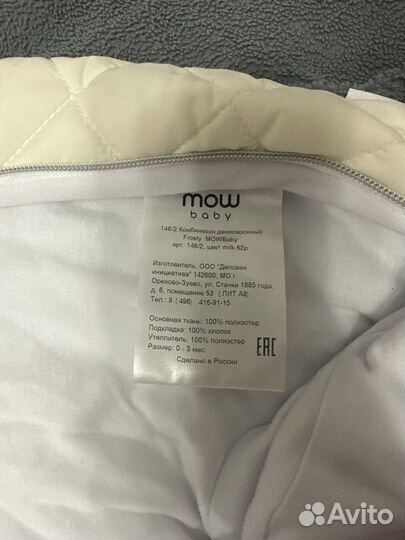 mow
baby
148/2 Комбинезон демисезонный
Frosty MOWBaby
арт. 148/2, цвет milk 62р
Изготовитель: ООО "Деловая
инициатива" 142600, МО г.
Орехово-Зуево, ул. Стачки 1885 года,
д. 6, помещение 53 (ЛИТ А8)
Тел.: 8 (496) 416-91-15
Основная ткань: 100% полиэстер
Подкладка: 100% хлопок
Утеплитель: 100% полиэстер
Размер: 0 - 3 мес
Сделано в России
ЕАС
Avito